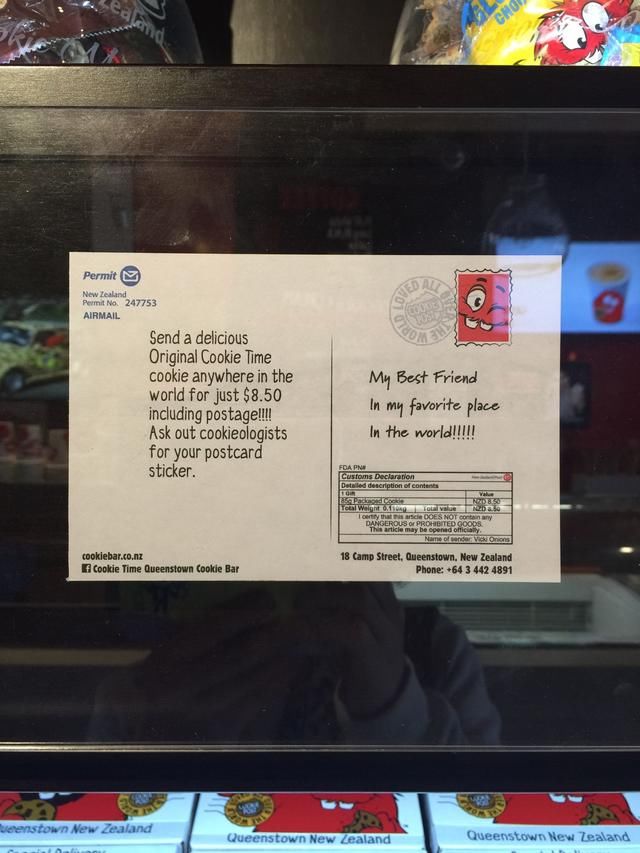 Zealand
Permit
New Zealand
Permit No. 247753
AIRMAIL
LOVED ALL
THE WORLD
Send a delicious
Original Cookie Time
cookie anywhere in the
world for just $8.50
including postage!!!!
Ask out cookieologists
for your postcard
sticker.
My Best Friend
In my favorite place
In the world!!!!!
FDA PN#
Customs Declaration
Detailed description of contents
1 Gift Value
85g Packaged Cookie NZD 8.50
Total Weight 0.110kg Total value NZD 8.50
I certify that this article DOES NOT contain any
DANGEROUS or PROHIBITED GOODS.
This article may be opened officially.
Name of sender: Vicki Onions
cookiebar.co.nz
f Cookie Time Queenstown Cookie Bar
18 Camp Street, Queenstown, New Zealand
Phone: +64 3 442 4891
ueenstown New Zealand
Queenstown New Zealand
Queenstown New Zealand